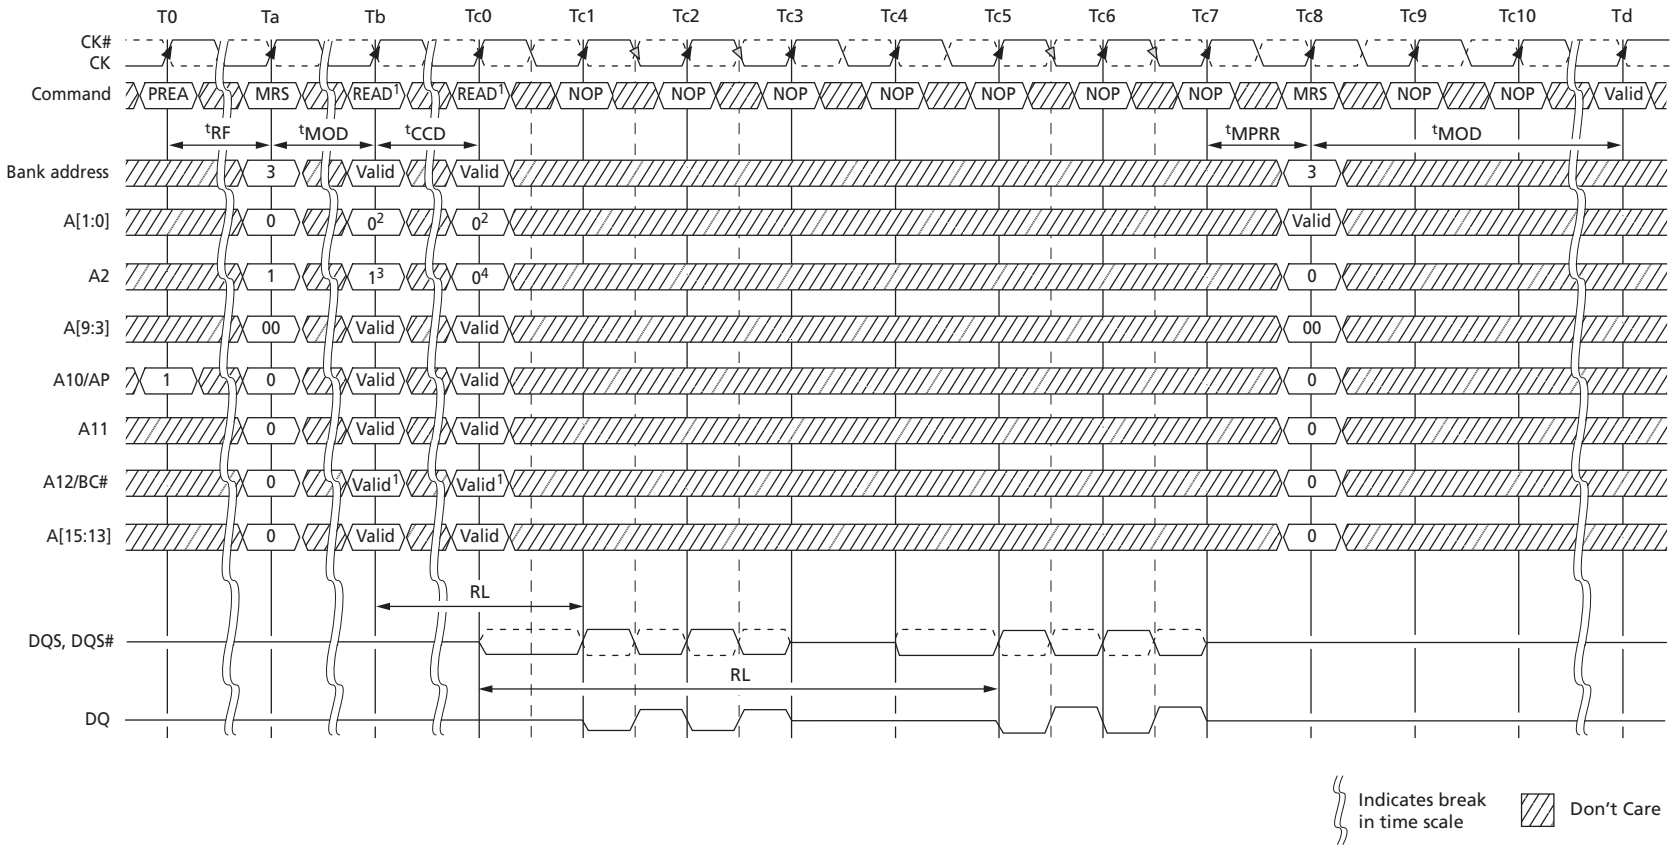 T0 Ta Tb Tc0 Tc1 Tc2 Tc3 Tc4 Tc5 Tc6 Tc7 Tc8 Tc9 Tc10 Td
CK#
CK
Command PREA MRS READ1 READ1 NOP NOP NOP NOP NOP NOP NOP MRS NOP NOP Valid
tRF tMOD tCCD tMPRR tMOD
Bank address 3 Valid Valid 3
A[1:0] 0 02 02 Valid
A2 1 13 04 0
A[9:3] 00 Valid Valid 00
A10/AP 1 0 Valid Valid 0
A11 0 Valid Valid 0
A12/BC# 0 Valid1 Valid1 0
A[15:13] 0 Valid Valid 0
RL
DQS, DQS#
RL
DQ
Indicates break
in time scale
Don't Care